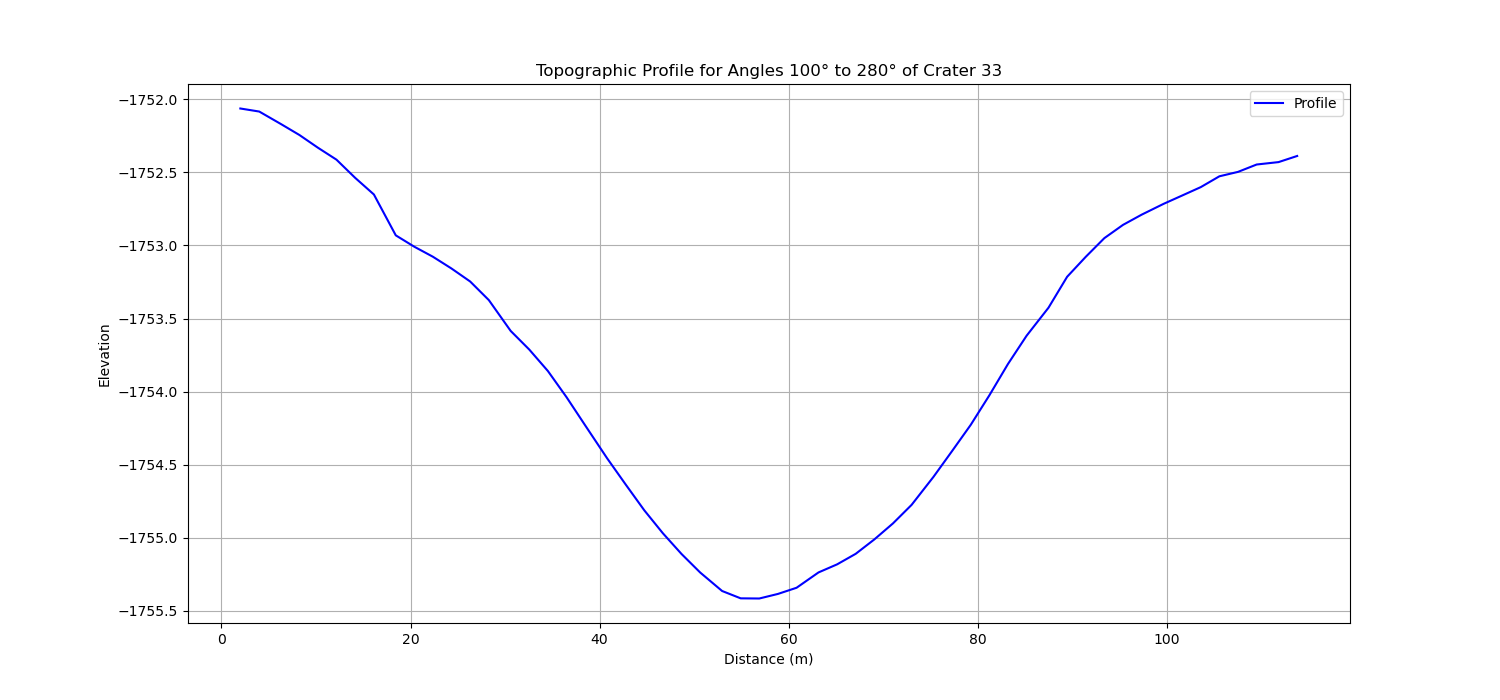 Topographic Profile for Angles 100° to 280° of Crater 33
Profile
Elevation
−1752.0
−1752.5
−1753.0
−1753.5
−1754.0
−1754.5
−1755.0
−1755.5
0 20 40 60 80 100
Distance (m)